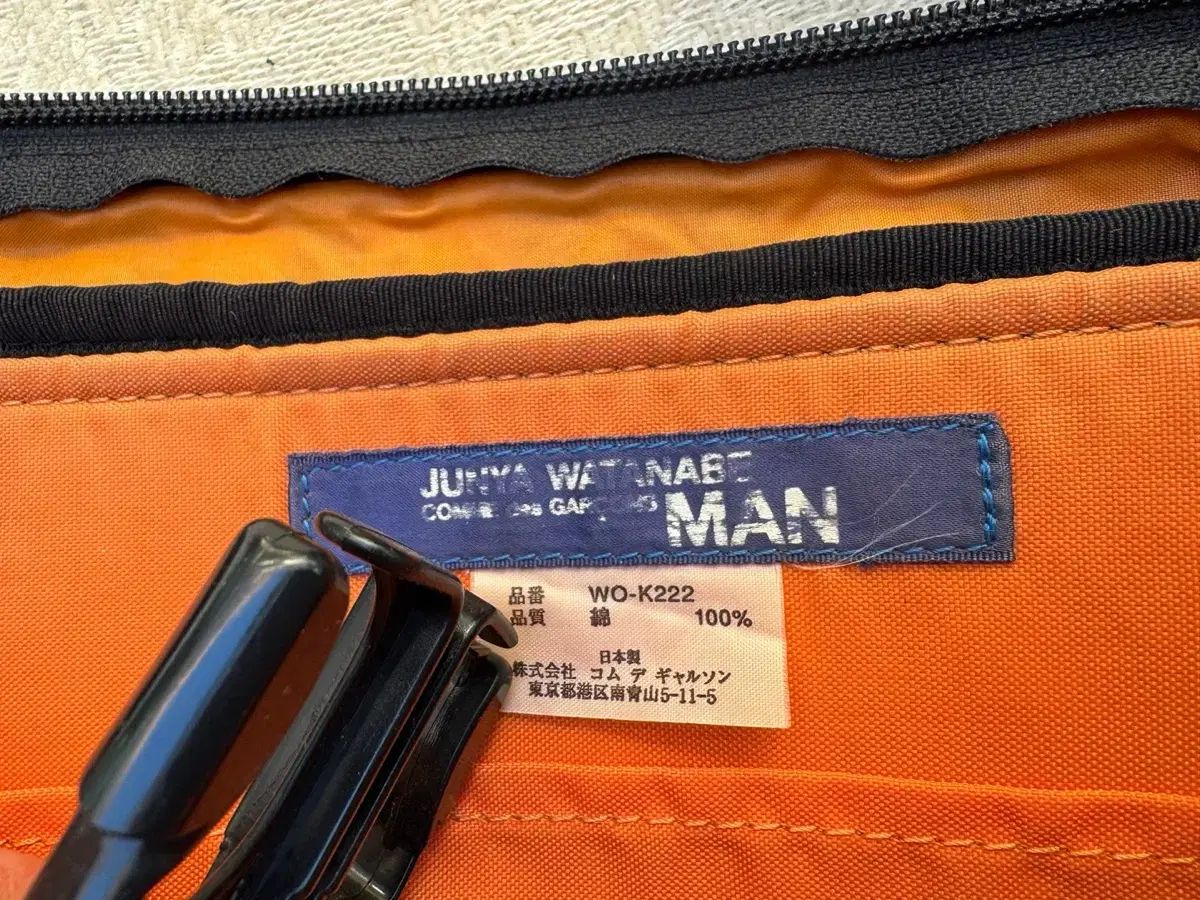 JUNYA WATANABE
COMME DES GARÇONS MAN
品番 WO-K222
品質 綿 100%
日本製
株式会社 コム デ ギャルソン
東京都港区南青山5-11-5